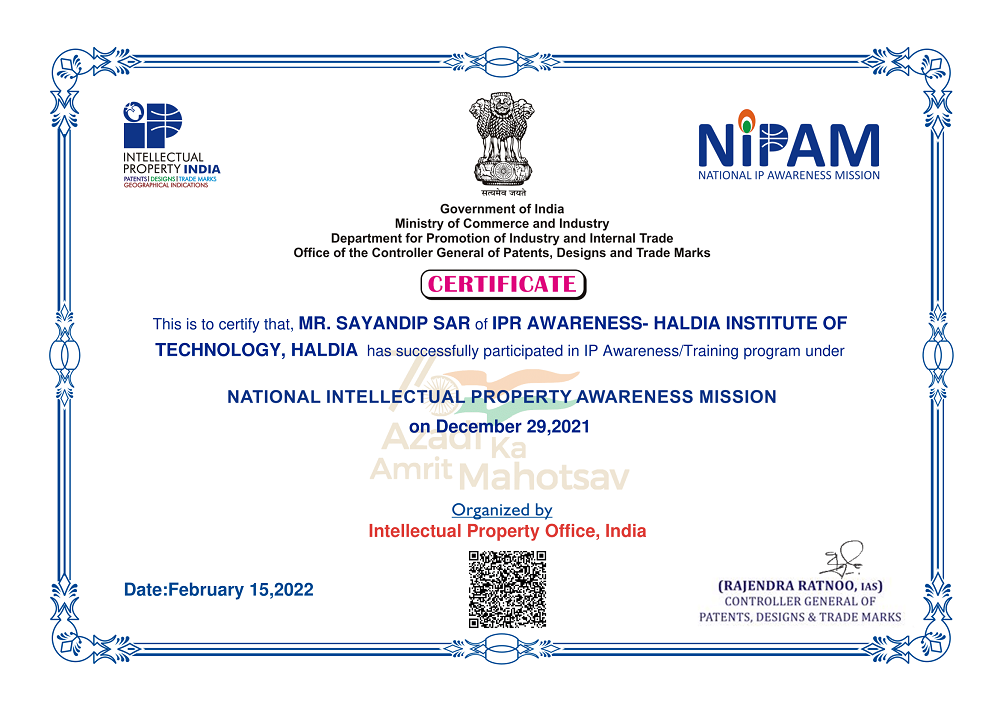 iP
INTELLECTUAL
PROPERTY INDIA
PATENTS| DESIGNS|TRADE MARKS
GEOGRAPHICAL INDICATIONS
सत्यमेव जयते
NiPAM
NATIONAL IP AWARENESS MISSION
Government of India
Ministry of Commerce and Industry
Department for Promotion of Industry and Internal Trade
Office of the Controller General of Patents, Designs and Trade Marks
CERTIFICATE
This is to certify that, MR. SAYANDIP SAR of IPR AWARENESS- HALDIA INSTITUTE OF
TECHNOLOGY, HALDIA has successfully participated in IP Awareness/Training program under
NATIONAL INTELLECTUAL PROPERTY AWARENESS MISSION
on December 29,2021
Azadi Ka
Amrit Mahotsav
Organized by
Intellectual Property Office, India
Date:February 15,2022
(RAJENDRA RATNOO, IAS)
CONTROLLER GENERAL OF
PATENTS, DESIGNS & TRADE MARKS